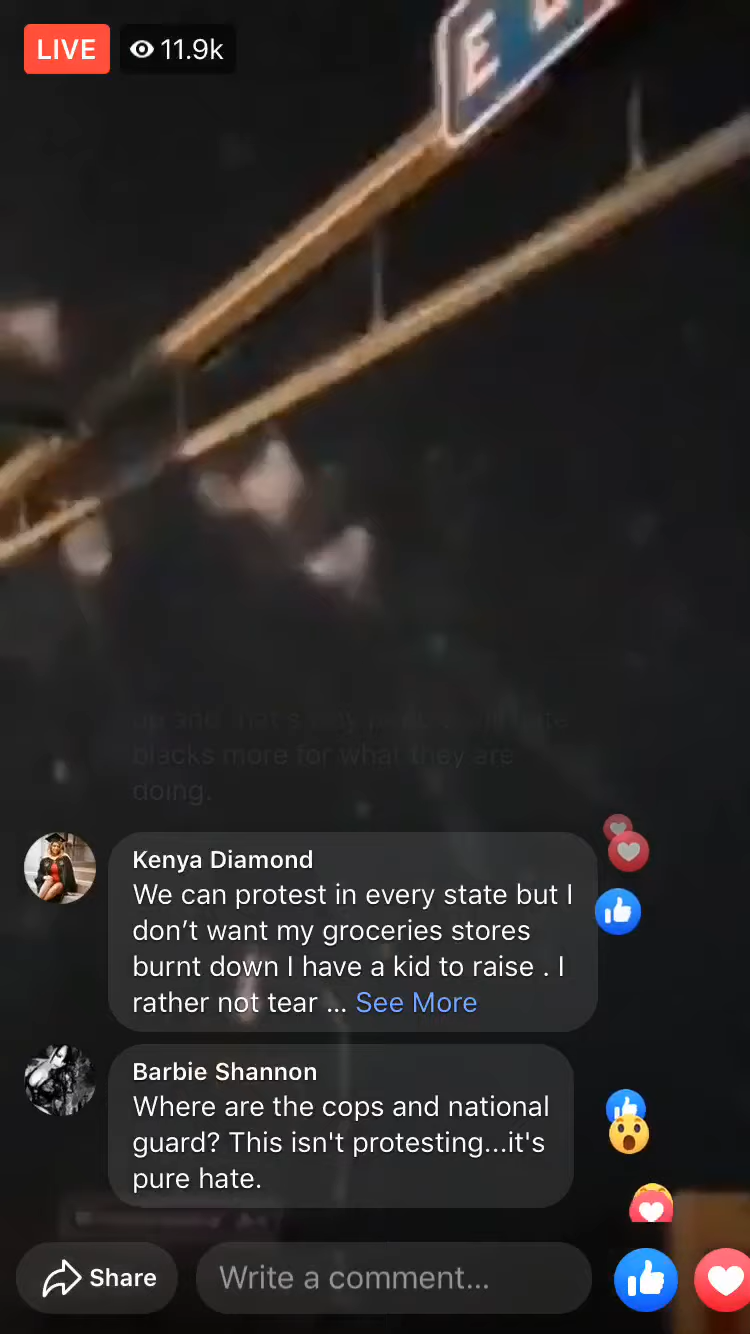 LIVE
11.9k
E
blacks more for what they are
doing.
Kenya Diamond
We can protest in every state but I
don’t want my groceries stores
burnt down I have a kid to raise . I
rather not tear ... See More
Barbie Shannon
Where are the cops and national
guard? This isn't protesting...it's
pure hate.
Share
Write a comment...